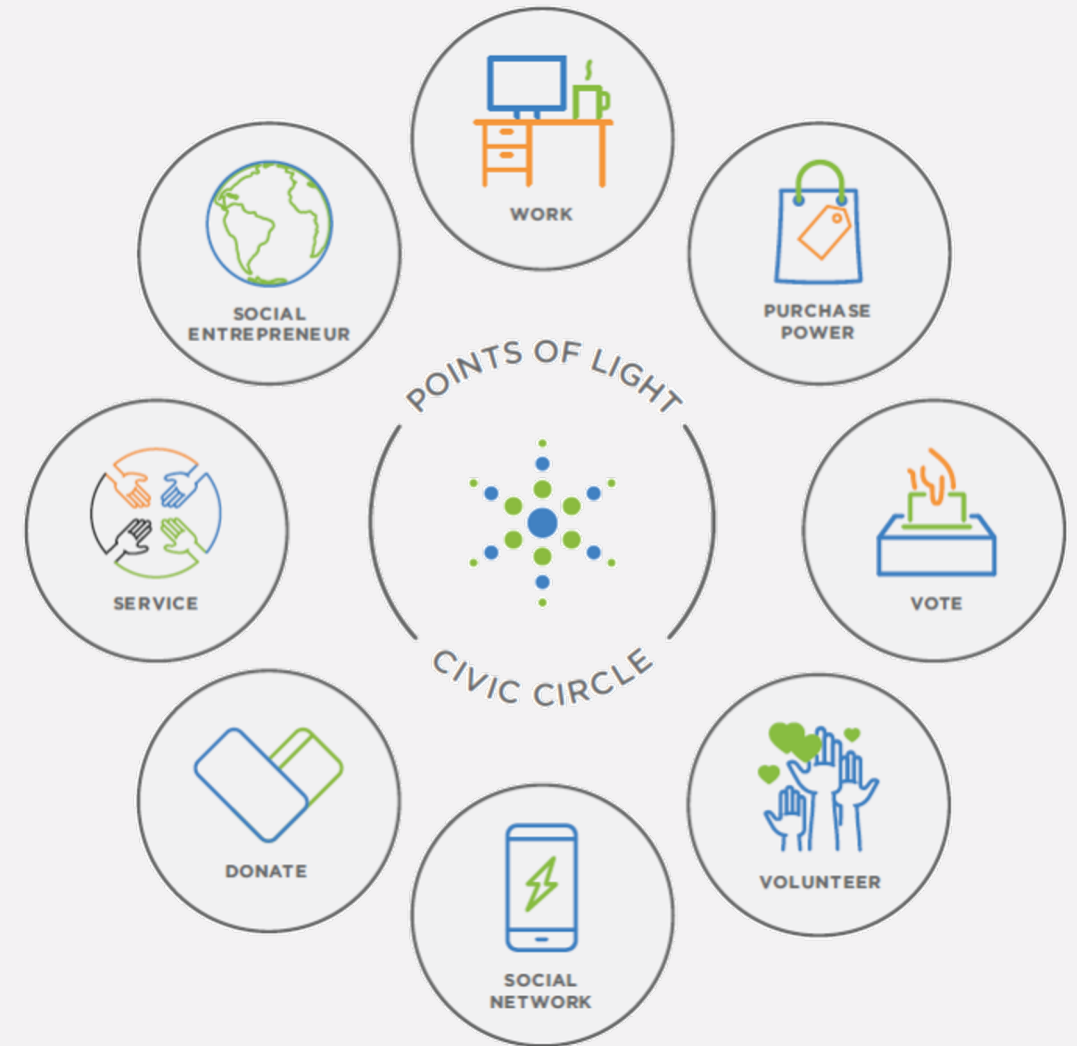 WORK
PURCHASE
POWER
VOTE
VOLUNTEER
SOCIAL
NETWORK
DONATE
SERVICE
SOCIAL
ENTREPRENEUR
POINTS OF LIGHT
CIVIC CIRCLE